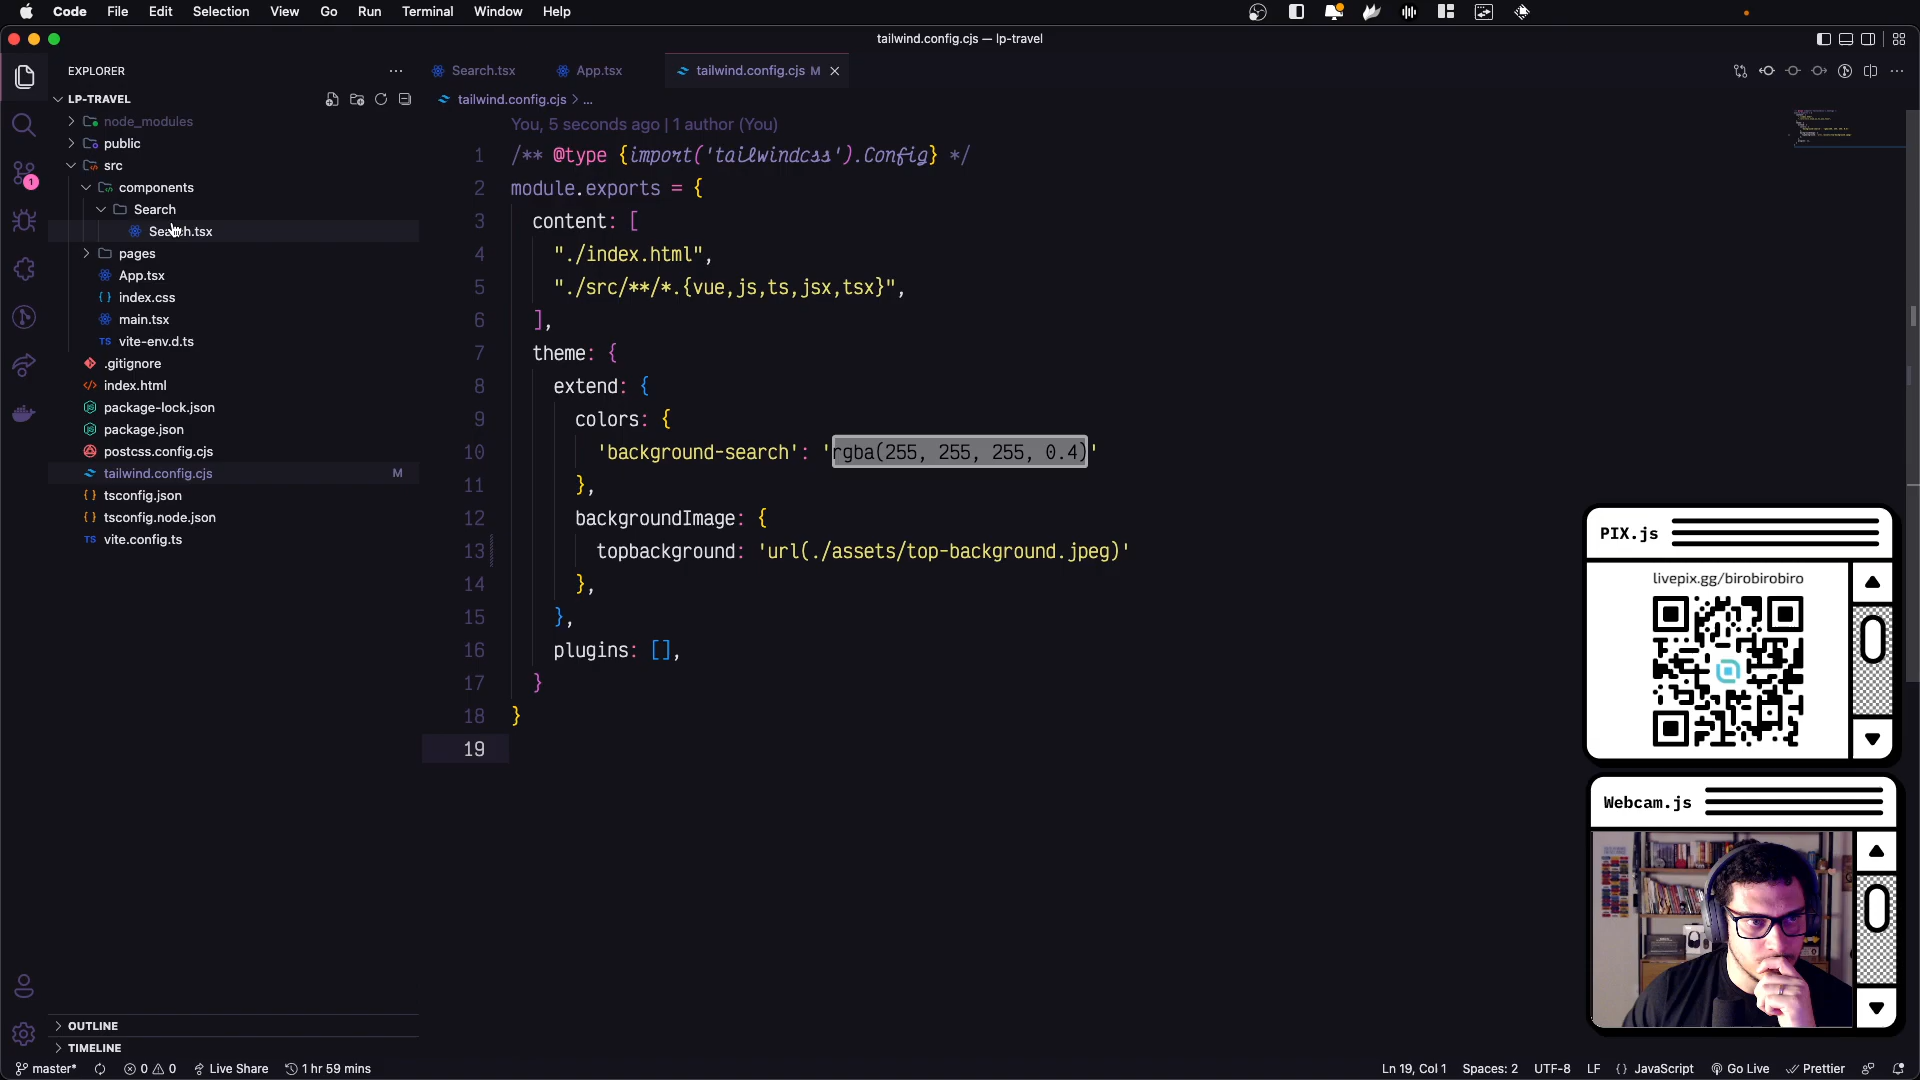 Code File Edit Selection View Go Run Terminal Window Help
tailwind.config.cjs — lp-travel
EXPLORER
LP-TRAVEL
node_modules
public
src
components
Search
Search.tsx
pages
App.tsx
index.css
main.tsx
TS vite-env.d.ts
.gitignore
index.html
package-lock.json
package.json
postcss.config.cjs
tailwind.config.cjs M
tsconfig.json
tsconfig.node.json
TS vite.config.ts
OUTLINE
TIMELINE
1
Search.tsx App.tsx tailwind.config.cjs M
tailwind.config.cjs > ...
You, 5 seconds ago | 1 author (You)
1 /** @type {import('tailwindcss').Config} */
2 module.exports = {
3 content: [
4 "./index.html",
5 "./src/**/*.{vue,js,ts,jsx,tsx}",
6 ],
7 theme: {
8 extend: {
9 colors: {
10 'background-search': 'rgba(255, 255, 255, 0.4)'
11 },
12 backgroundImage: {
13 topbackground: 'url(./assets/top-background.jpeg)'
14 },
15 },
16 plugins: [],
17 }
18 }
19
PIX.js
livepix.gg/birobirobiro
Webcam.js
master* 0 0 Live Share 1 hr 59 mins
Ln 19, Col 1 Spaces: 2 UTF-8 LF {} JavaScript Go Live Prettier